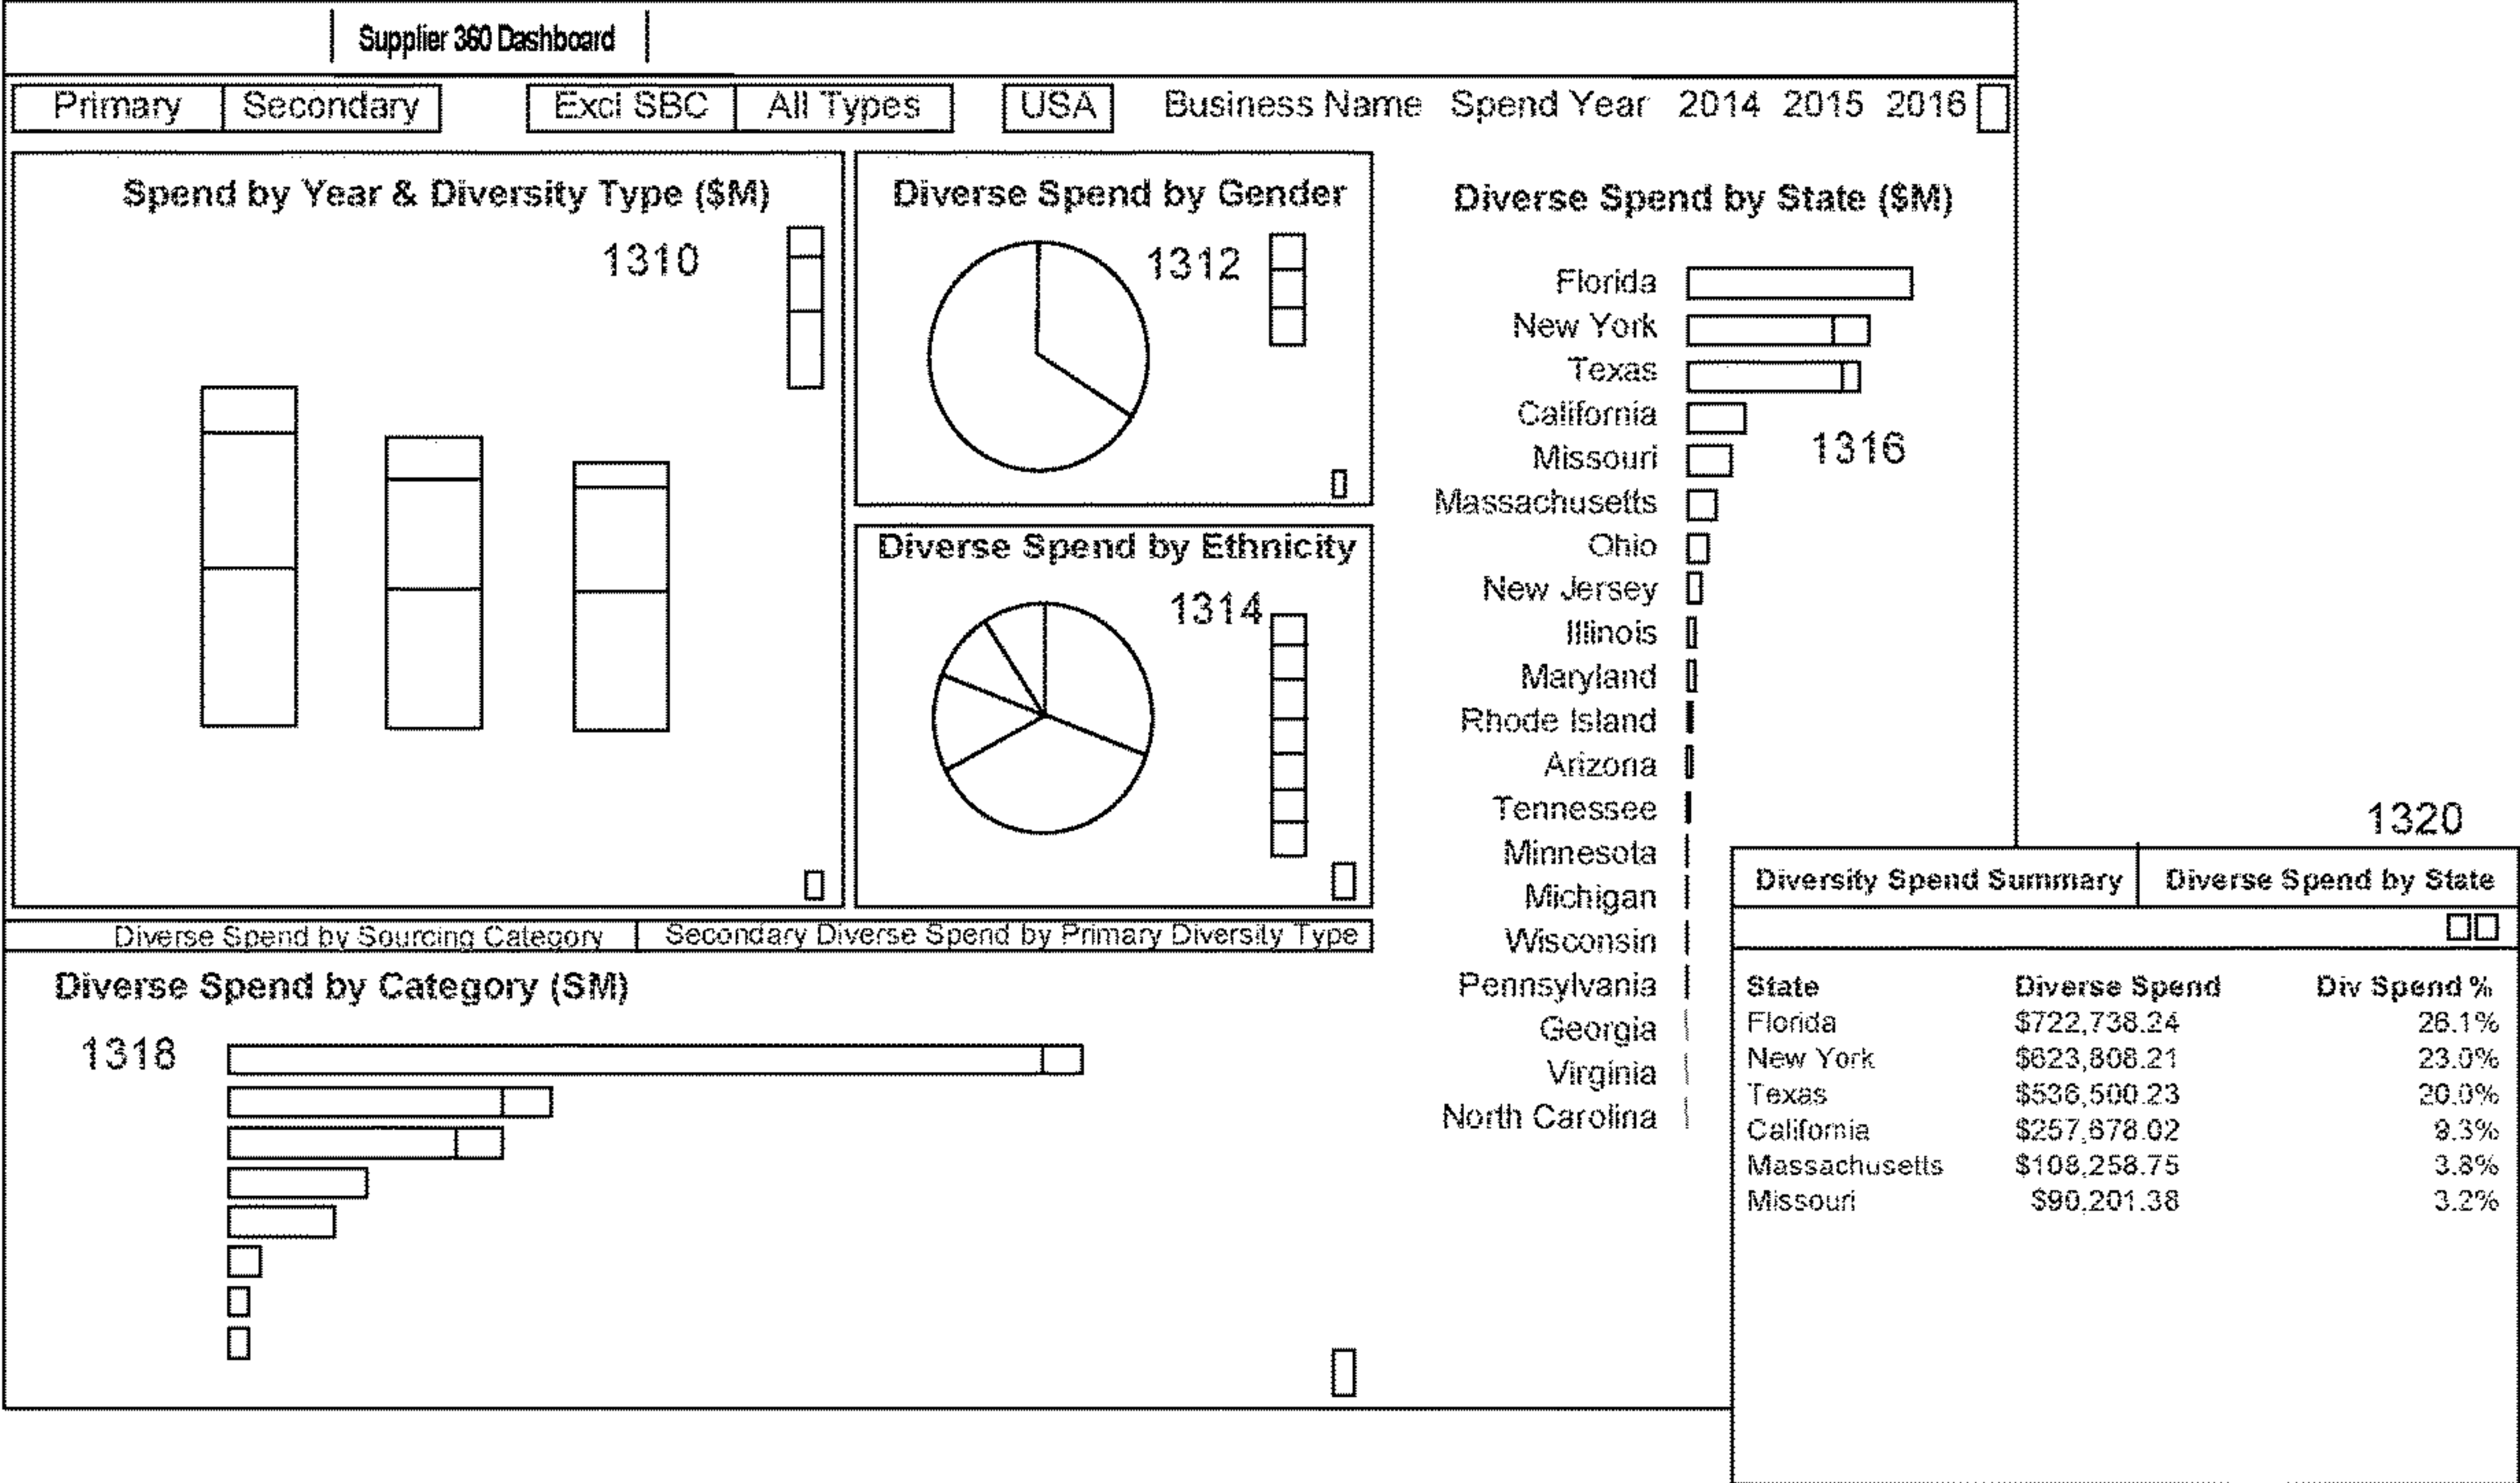 Supplier 360 Dashboard
Primary Secondary Excl SBC All Types USA Business Name Spend Year 2014 2015 2016
Spend by Year & Diversity Type ($M)
1310
Diverse Spend by Gender
1312
Diverse Spend by Ethnicity
1314
Diverse Spend by State ($M)
Florida
New York
Texas
California
Missouri
1316
Massachusetts
Ohio
New Jersey
Illinois
Maryland
Rhode Island
Arizona
Tennessee
Minnesota
Michigan
Wisconsin
Pennsylvania
Georgia
Virginia
North Carolina
Diverse Spend by Sourcing Category Secondary Diverse Spend by Primary Diversity Type
Diverse Spend by Category (SM)
1318
1320
Diversity Spend Summary Diverse Spend by State
State Diverse Spend Div Spend %
Florida $722,738.24 26.1%
New York $623,808.21 23.0%
Texas $536,500.23 20.0%
California $257,678.02 9.3%
Massachusetts $108,258.75 3.8%
Missouri $90,201.38 3.2%